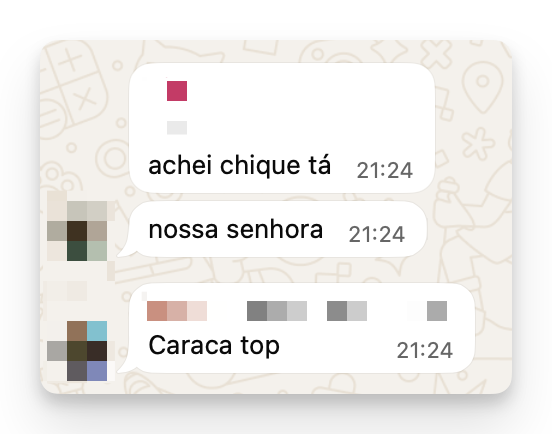 achei chique tá 21:24
nossa senhora 21:24
Caraca top 21:24